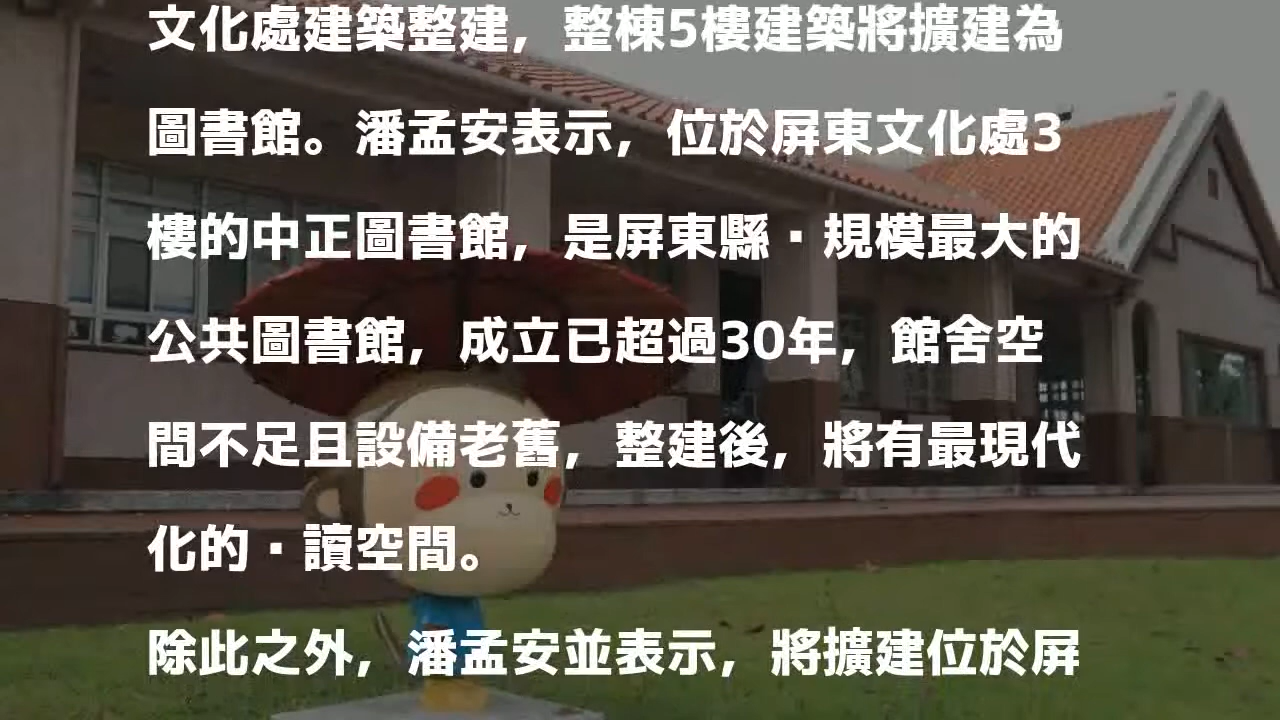 文化處建築整建，整棟5樓建築將擴建為
圖書館。潘孟安表示，位於屏東文化處3
樓的中正圖書館，是屏東縣▪規模最大的
公共圖書館，成立已超過30年，館舍空
間不足且設備老舊，整建後，將有最現代
化的▪讀空間。
除此之外，潘孟安並表示，將擴建位於屏